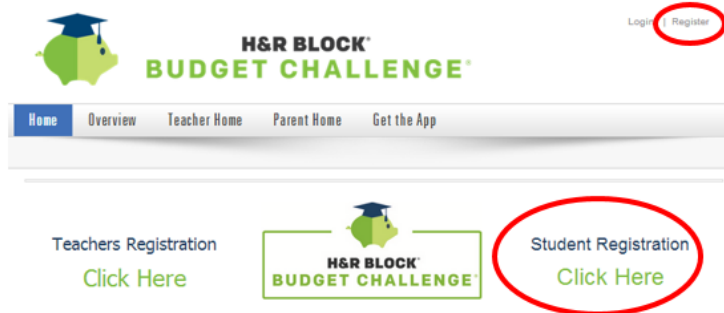 Login | Register
H&R BLOCK®
BUDGET CHALLENGE®
Home Overview Teacher Home Parent Home Get the App
Teachers Registration
Click Here
H&R BLOCK®
BUDGET CHALLENGE®
Student Registration
Click Here